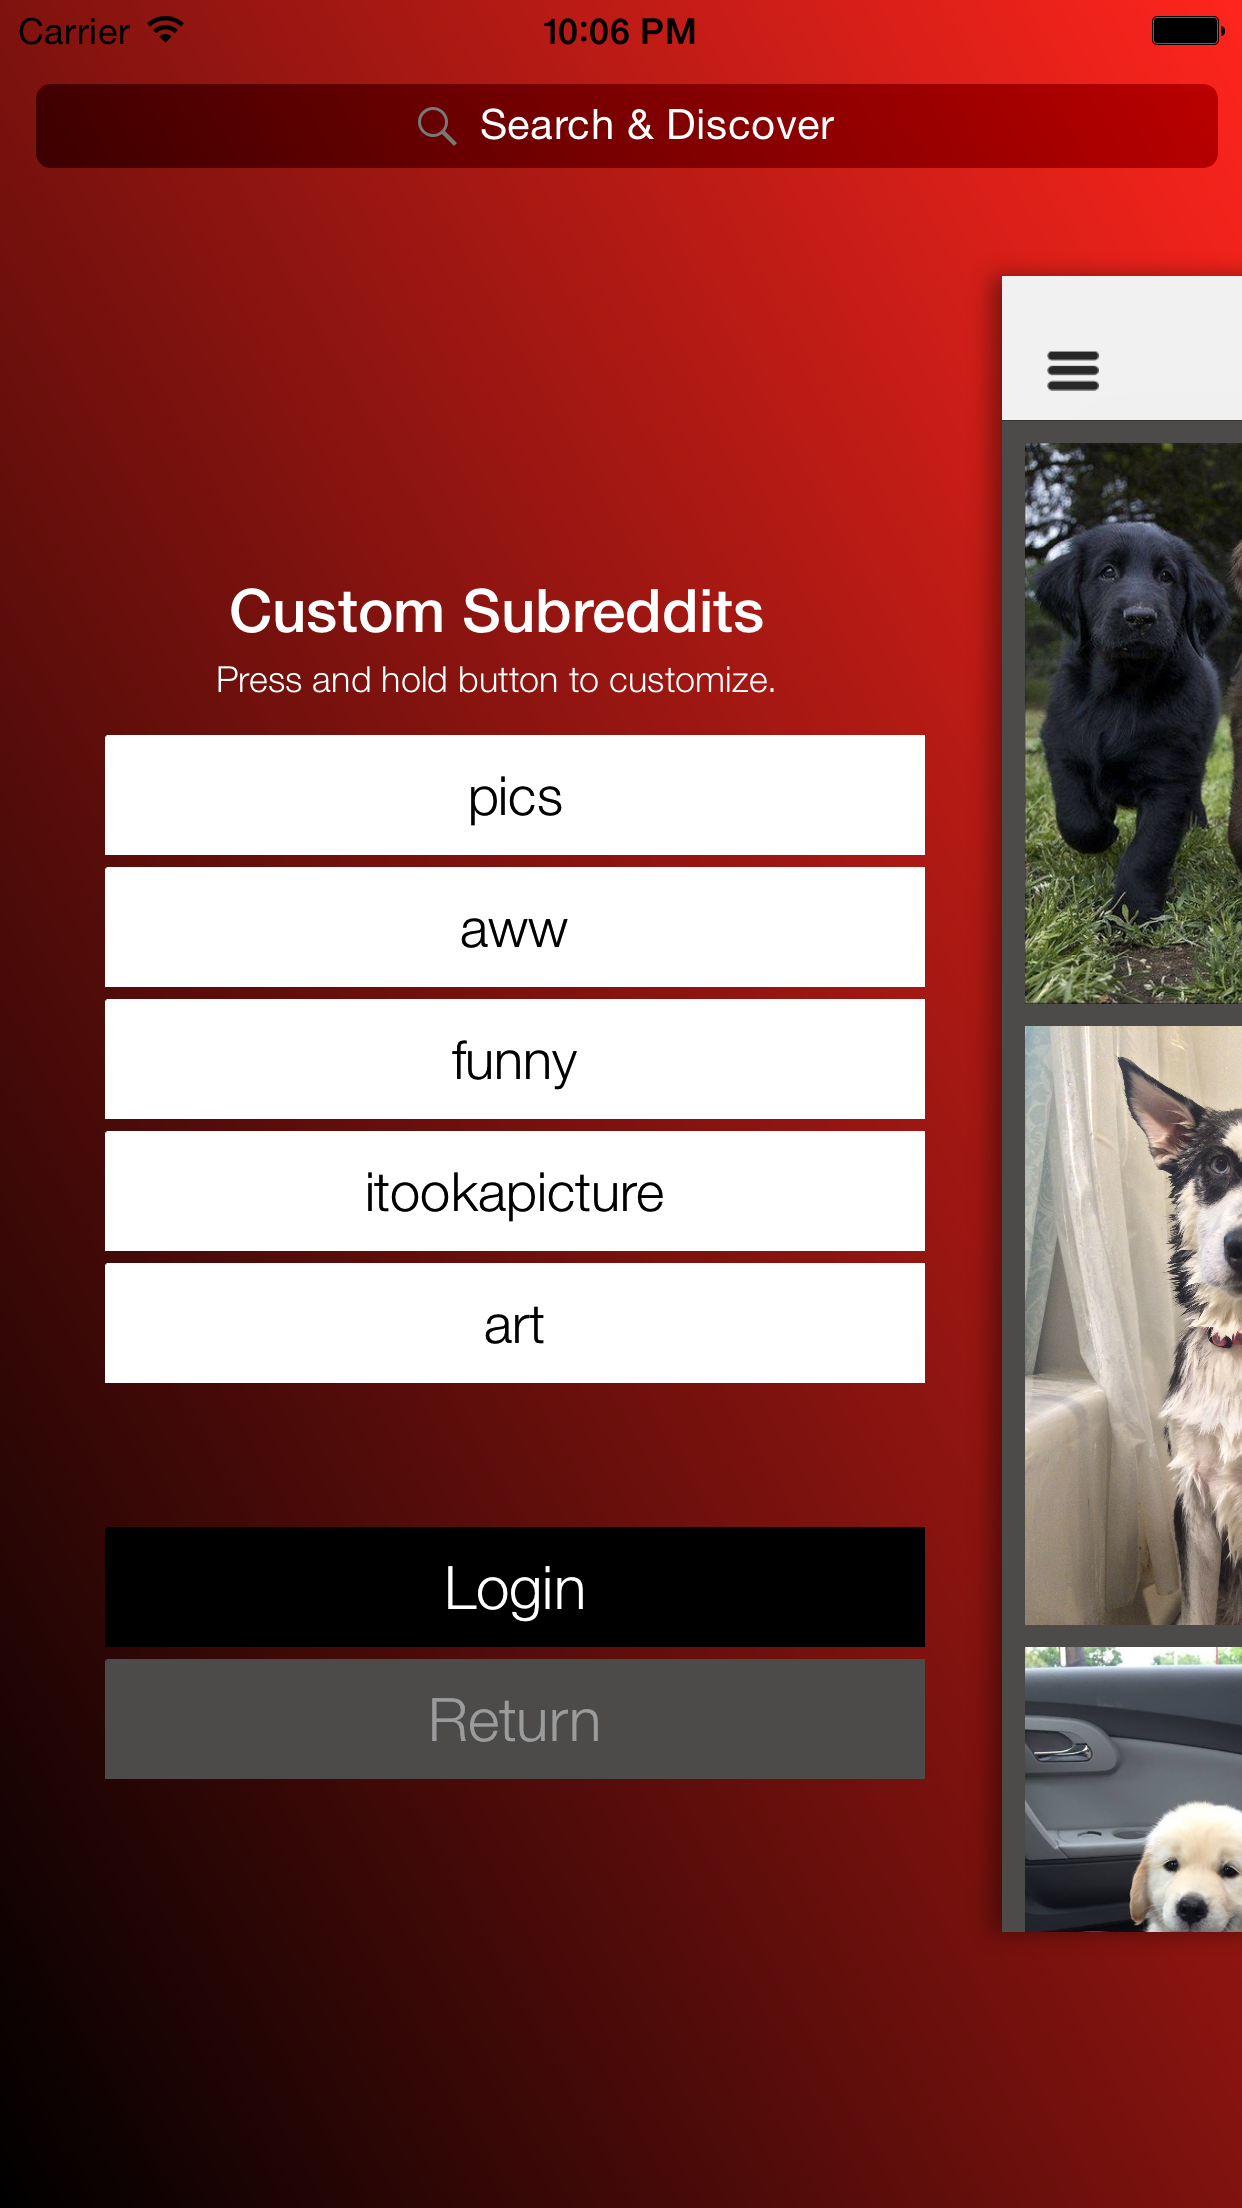 Carrier 10:06 PM
Search & Discover
Custom Subreddits
Press and hold button to customize.
pics
aww
funny
itookapicture
art
Login
Return